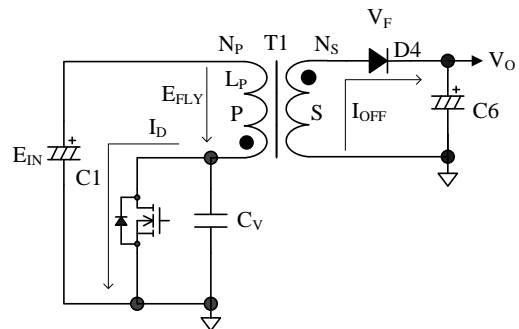 V_F
N_P T1 N_S D4 V_O
L_P
E_FLY
P S I_OFF C6
I_D
E_IN
C1
C_V
+
+